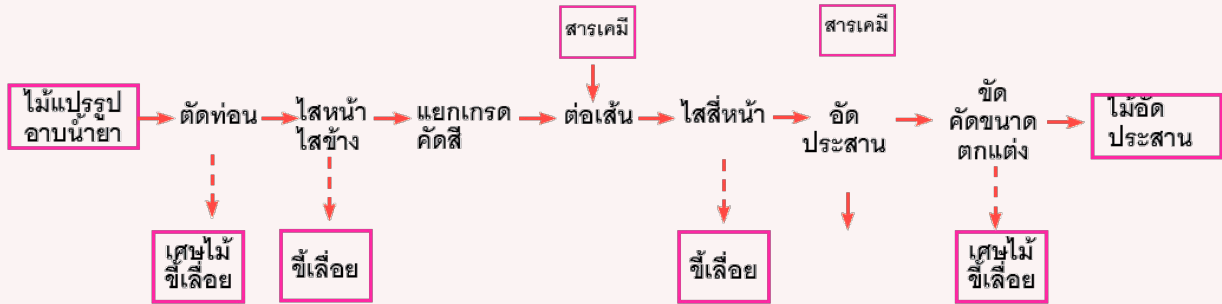 สารเคมี
สารเคมี
ไม้แปรรูป
อาบน้ำยา
ตัดท่อน
ไสหน้า
ไสข้าง
แยกเกรด
คัดสี
ต่อเส้น
ไสสี่หน้า
อัด
ประสาน
ขัด
คัดขนาด
ตกแต่ง
ไม้อัด
ประสาน
เศษไม้
ขี้เลื่อย
ขี้เลื่อย
ขี้เลื่อย
เศษไม้
ขี้เลื่อย